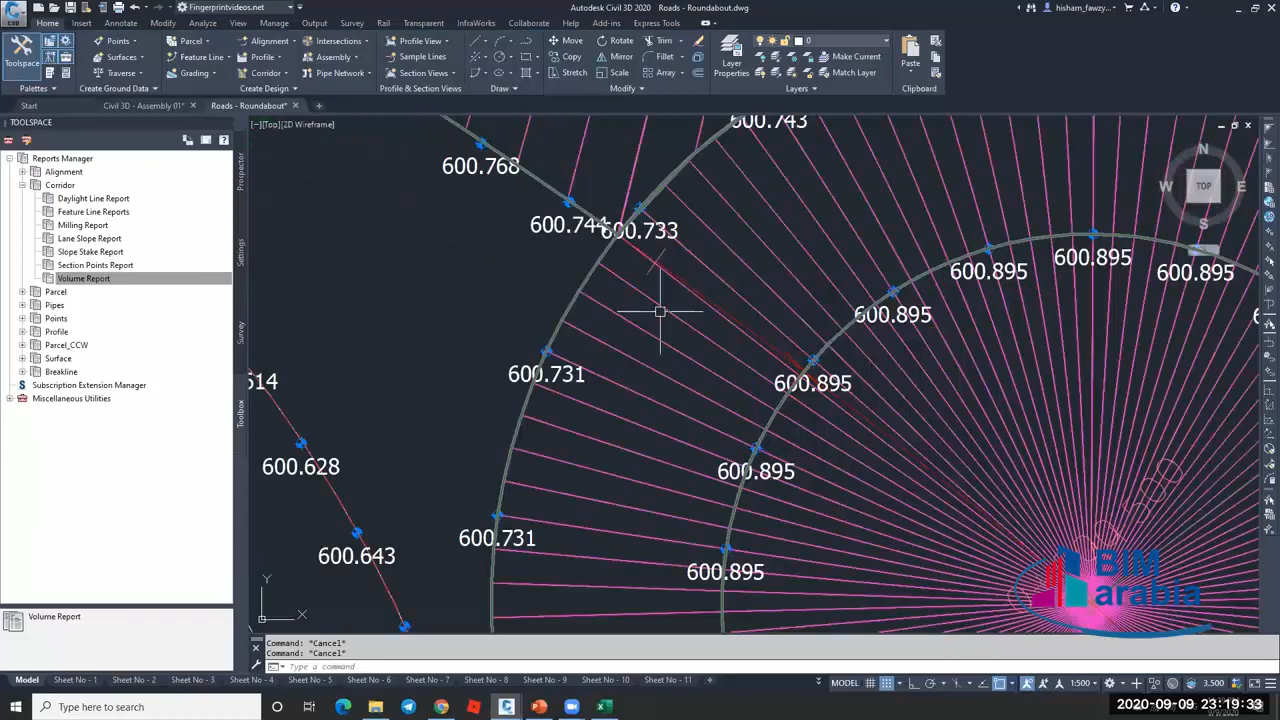 Fingerprintvideos.net
Autodesk Civil 3D 2020 Roads - Roundabout.dwg
hisham_fawzy...
C3D
Home Insert Annotate Modify Analyze View Manage Output Survey Rail Transparent InfraWorks Collaborate Help Add-ins Express Tools
Toolspace
Points
Surfaces
Traverse
Parcel
Feature Line
Grading
Alignment
Profile
Corridor
Intersections
Assembly
Pipe Network
Profile View
Sample Lines
Section Views
Move Rotate Trim
Copy Mirror Fillet
Stretch Scale Array
Layer
Properties
0
Make Current
Match Layer
Paste
Palettes Create Ground Data Create Design Profile & Section Views Draw Modify Layers Clipboard
Start Civil 3D - Assembly 01* Roads - Roundabout*
TOOLSPACE
Reports Manager
Alignment
Corridor
Daylight Line Report
Feature Line Reports
Milling Report
Lane Slope Report
Slope Stake Report
Section Points Report
Volume Report
Parcel
Pipes
Points
Profile
Parcel_CCW
Surface
Breakline
Subscription Extension Manager
Miscellaneous Utilities
Volume Report
Prospector
Settings
Survey
Toolbox
[−][Top][2D Wireframe]
N
W TOP E
S
600.743
600.768
600.744
600.733
600.895
600.895
600.895
600.895
600.731
600.895
614
600.895
600.628
600.731
600.643
600.895
Y
X
BIM
arabia
Command: *Cancel*
Command: *Cancel*
Type a command
Model Sheet No - 1 Sheet No - 2 Sheet No - 3 Sheet No - 4 Sheet No - 5 Sheet No - 6 Sheet No - 7 Sheet No - 8 Sheet No - 9 Sheet No - 10 Sheet No - 11
MODEL 1:500 3.500
Type here to search
2020-09-09 23:19:33